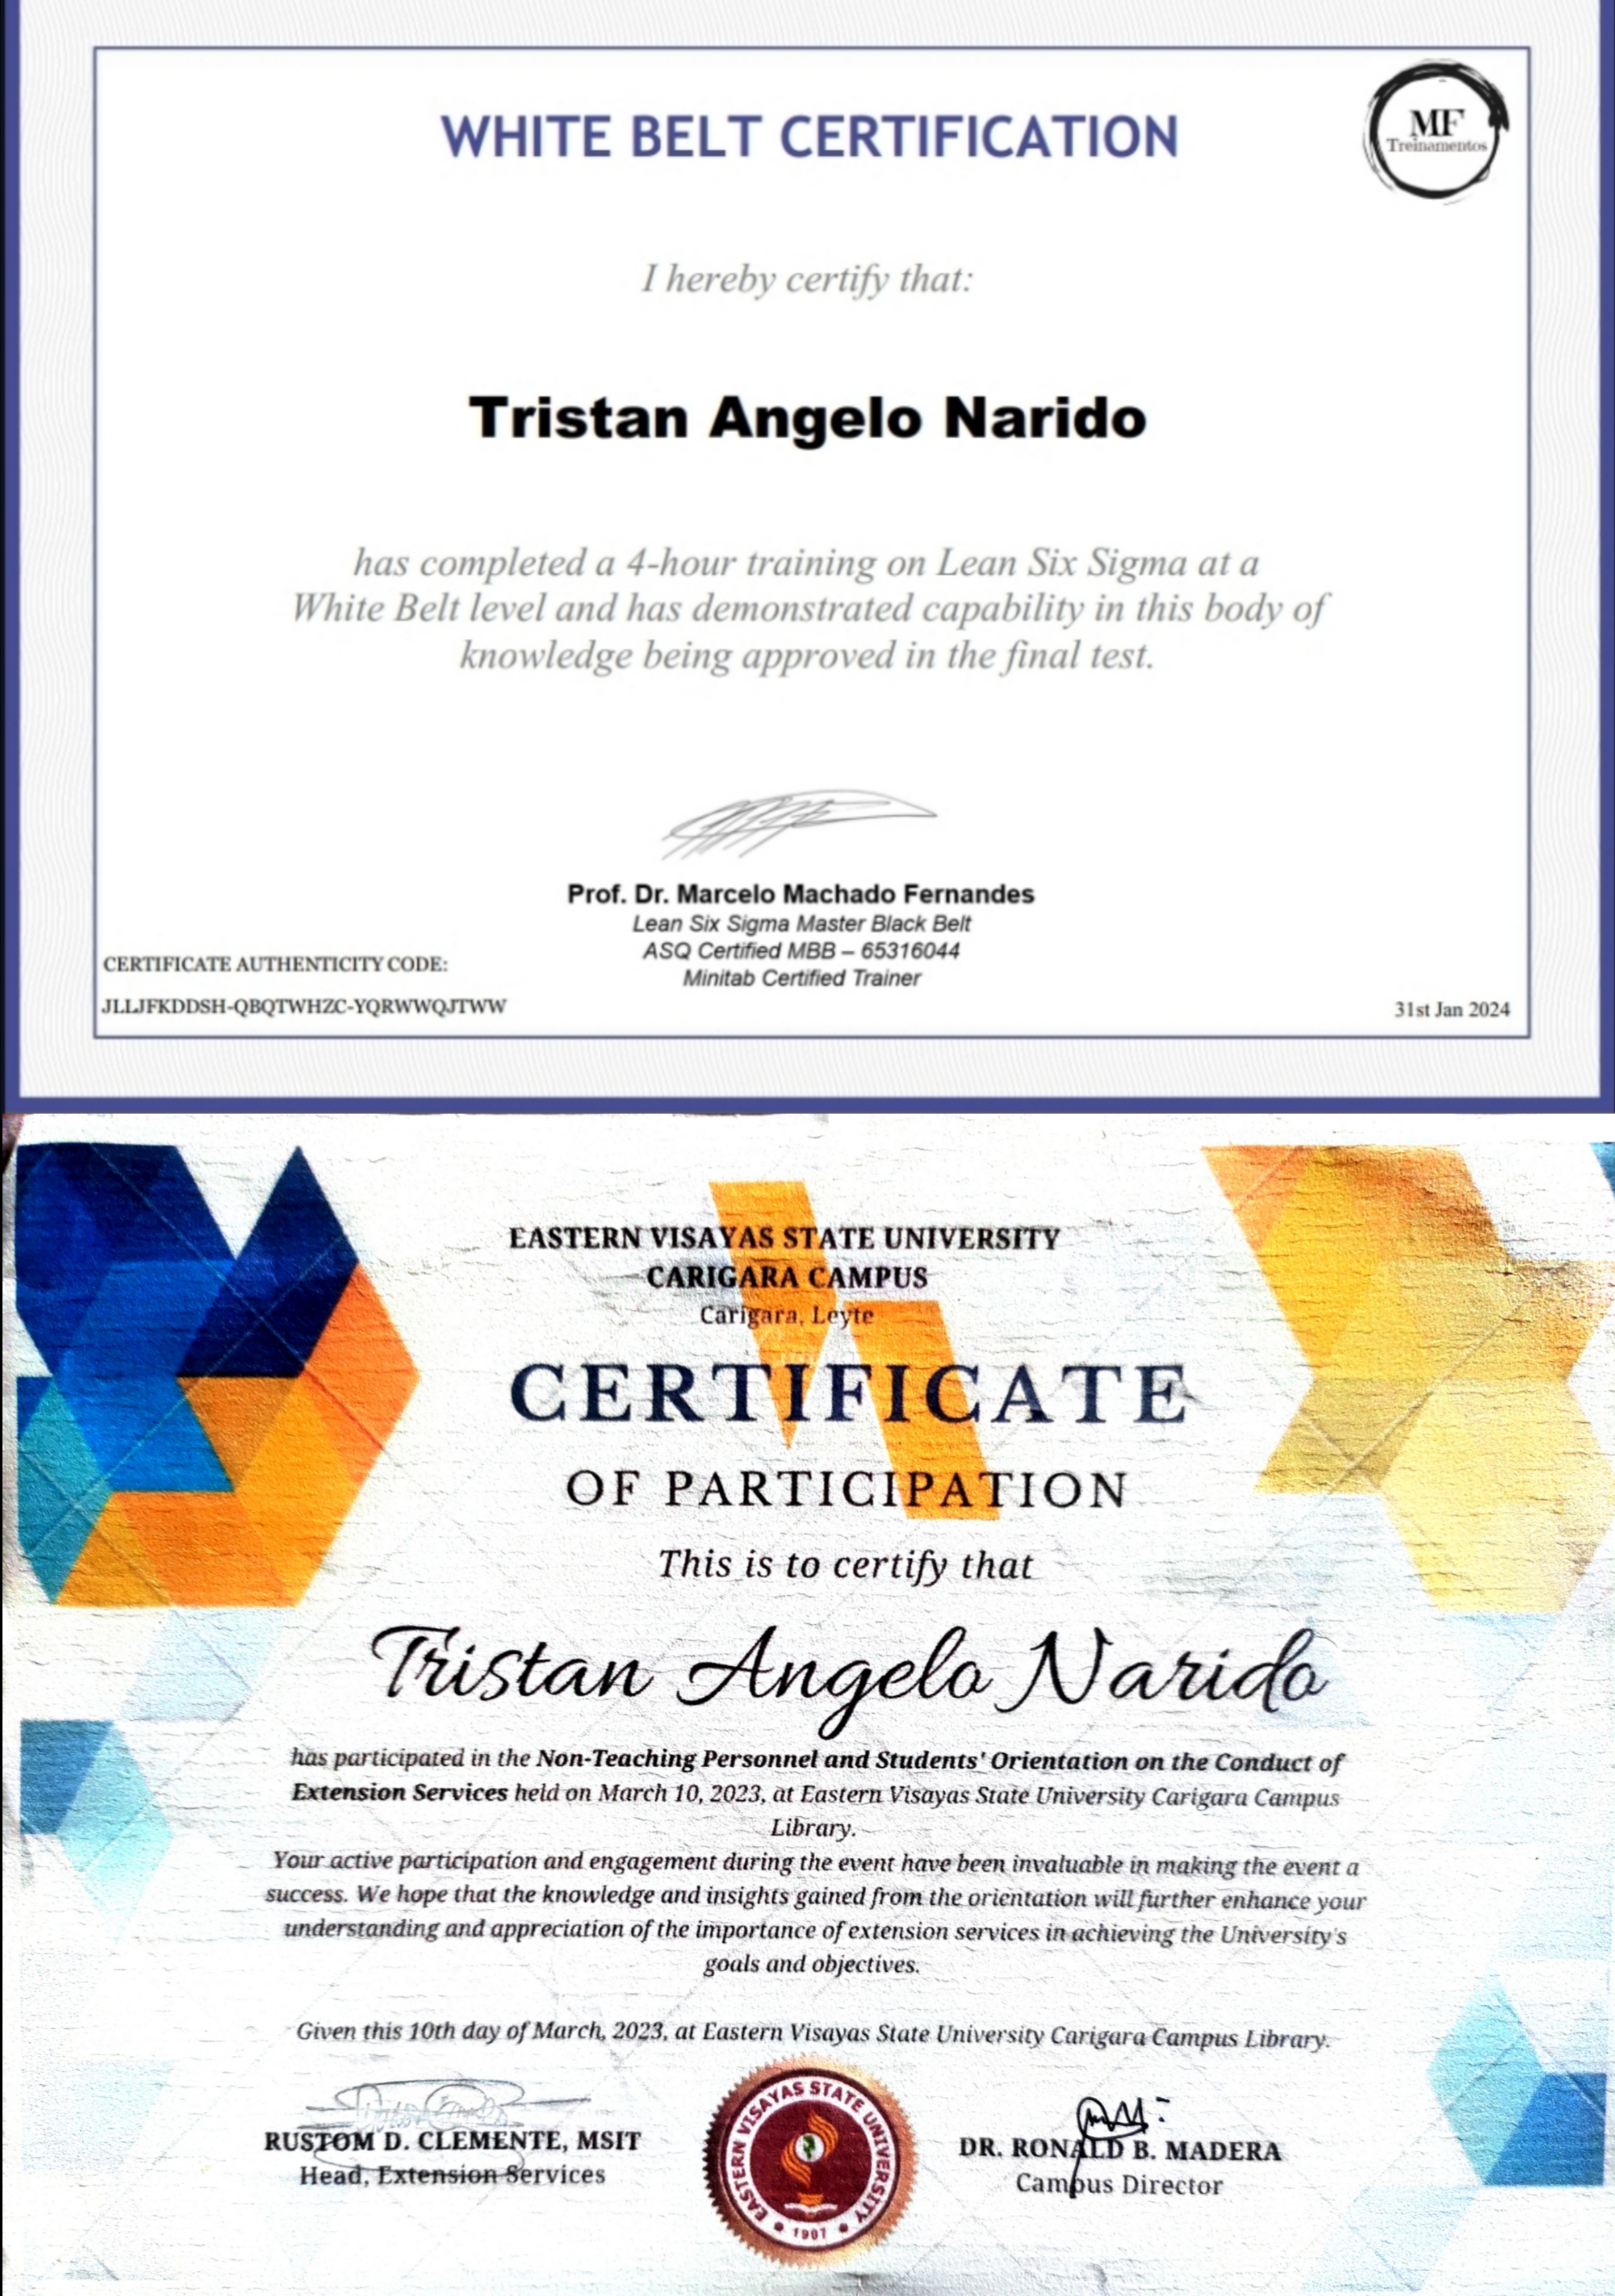 WHITE BELT CERTIFICATION
MF
Treinamentos
I hereby certify that:
Tristan Angelo Narido
has completed a 4-hour training on Lean Six Sigma at a
White Belt level and has demonstrated capability in this body of
knowledge being approved in the final test.
Prof. Dr. Marcelo Machado Fernandes
Lean Six Sigma Master Black Belt
ASQ Certified MBB – 65316044
Minitab Certified Trainer
CERTIFICATE AUTHENTICITY CODE:
JLLJFKDDSH-QBQTWHZC-YQRWWQJTWW
31st Jan 2024
EASTERN VISAYAS STATE UNIVERSITY
CARIGARA CAMPUS
Carigara, Leyte
CERTIFICATE
OF PARTICIPATION
This is to certify that
Tristan Angelo Narido
has participated in the Non-Teaching Personnel and Students' Orientation on the Conduct of
Extension Services held on March 10, 2023, at Eastern Visayas State University Carigara Campus
Library.
Your active participation and engagement during the event have been invaluable in making the event a
success. We hope that the knowledge and insights gained from the orientation will further enhance your
understanding and appreciation of the importance of extension services in achieving the University's
goals and objectives.
Given this 10th day of March, 2023, at Eastern Visayas State University Carigara Campus Library.
RUSTOM D. CLEMENTE, MSIT
Head, Extension Services
EASTERN VISAYAS STATE UNIVERSITY
1907
DR. RONALD B. MADERA
Campus Director